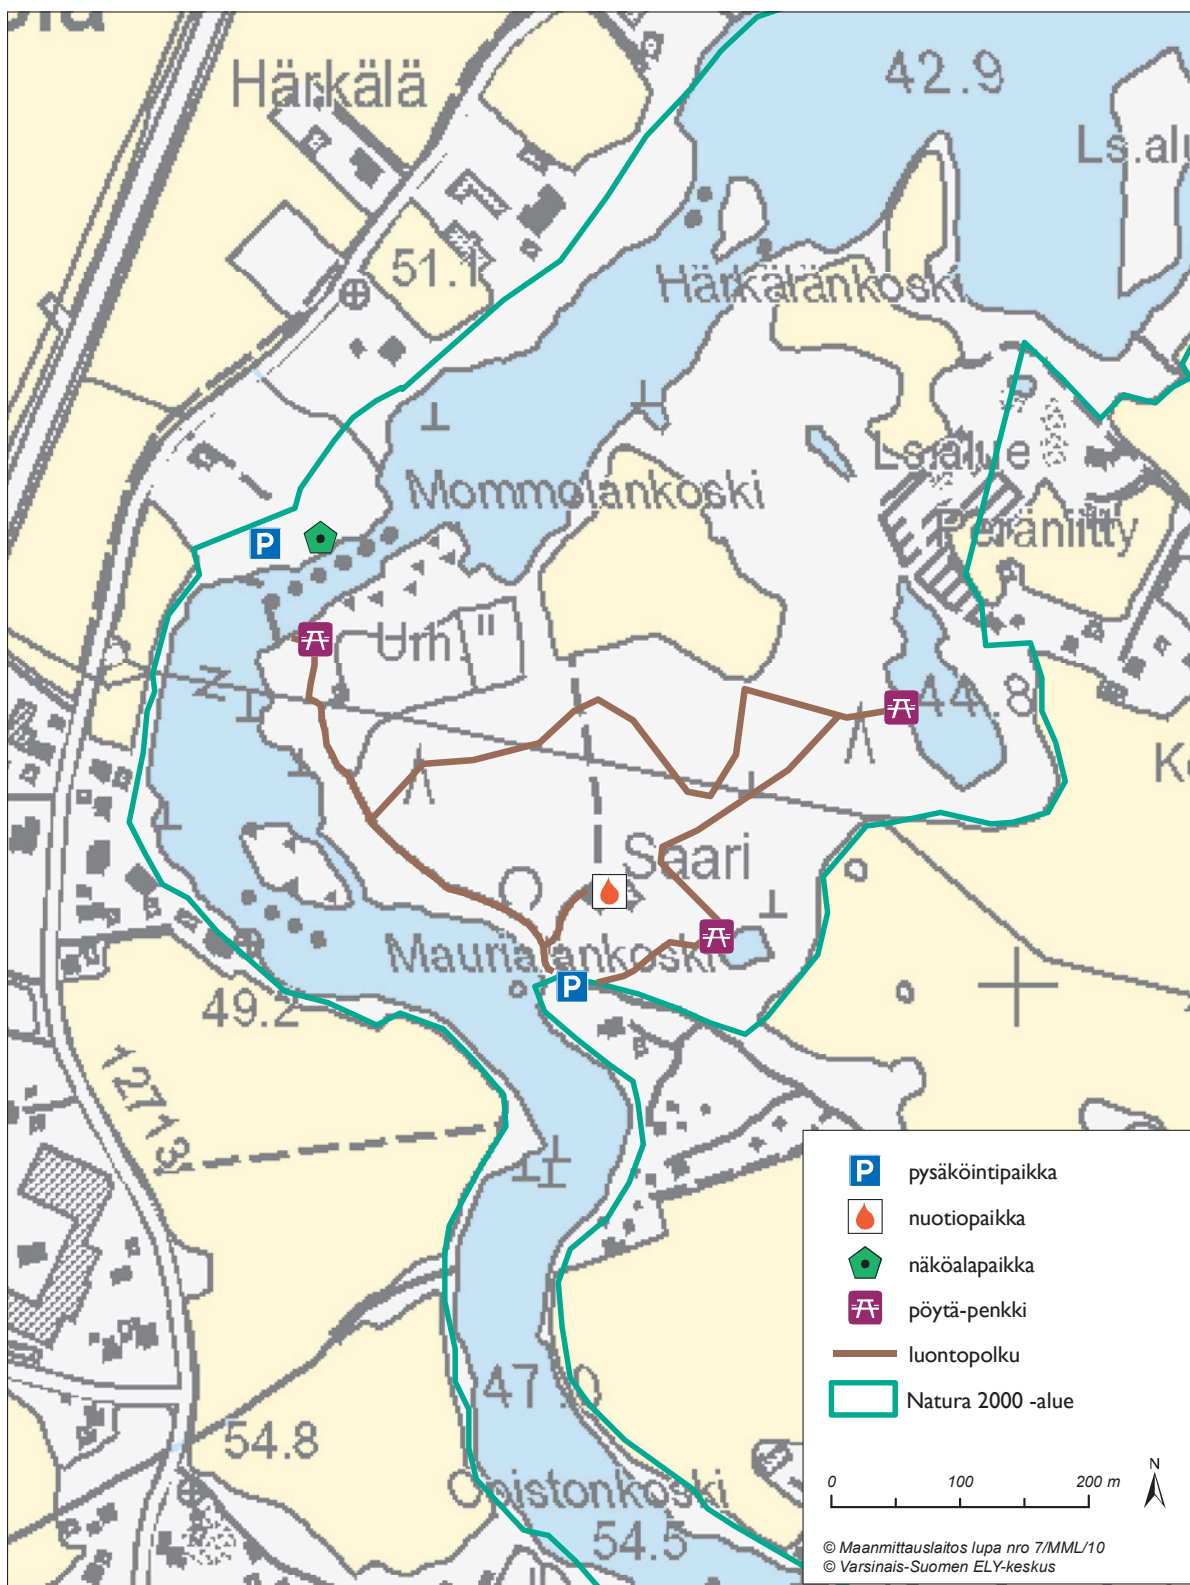 42.9
Härkälä
51.1
Härkälänkoski
Ls.alue
Mommolankoski
Peräniitty
Urh
44.8
Saari
Maurialankoski
49.2
12713
47.0
54.8
Coistonkoski
54.5
P
P
P
pysäköintipaikka
nuotiopaikka
näköalapaikka
pöytä-penkki
luontopolku
Natura 2000 -alue
0 100 200 m
N
© Maanmittauslaitos lupa nro 7/MML/10
© Varsinais-Suomen ELY-keskus